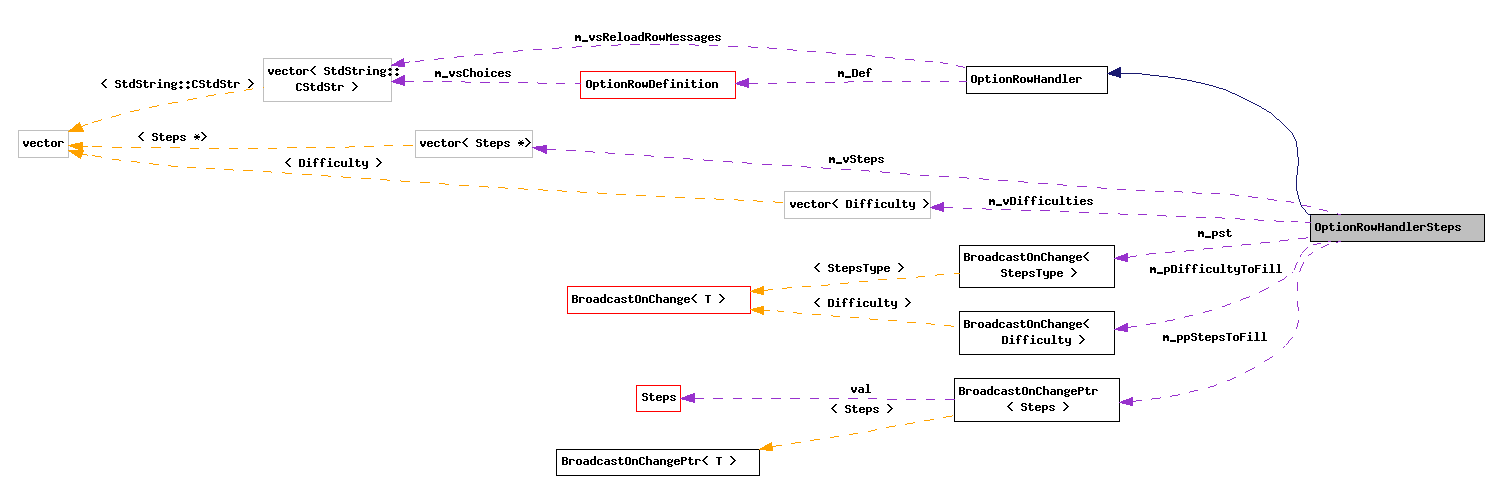 m_vsReloadRowMessages
vector< StdString::
CStdStr >
m_vsChoices
m_Def
OptionRowHandler
< StdString::CStdStr >
OptionRowDefinition
vector
< Steps *>
vector< Steps *>
< Difficulty >
m_vSteps
vector< Difficulty >
m_vDifficulties
OptionRowHandlerSteps
m_pst
BroadcastOnChange<
StepsType >
< StepsType >
m_pDifficultyToFill
BroadcastOnChange< T >
< Difficulty >
BroadcastOnChange<
Difficulty >
m_ppStepsToFill
Steps
val
BroadcastOnChangePtr
< Steps >
< Steps >
BroadcastOnChangePtr< T >